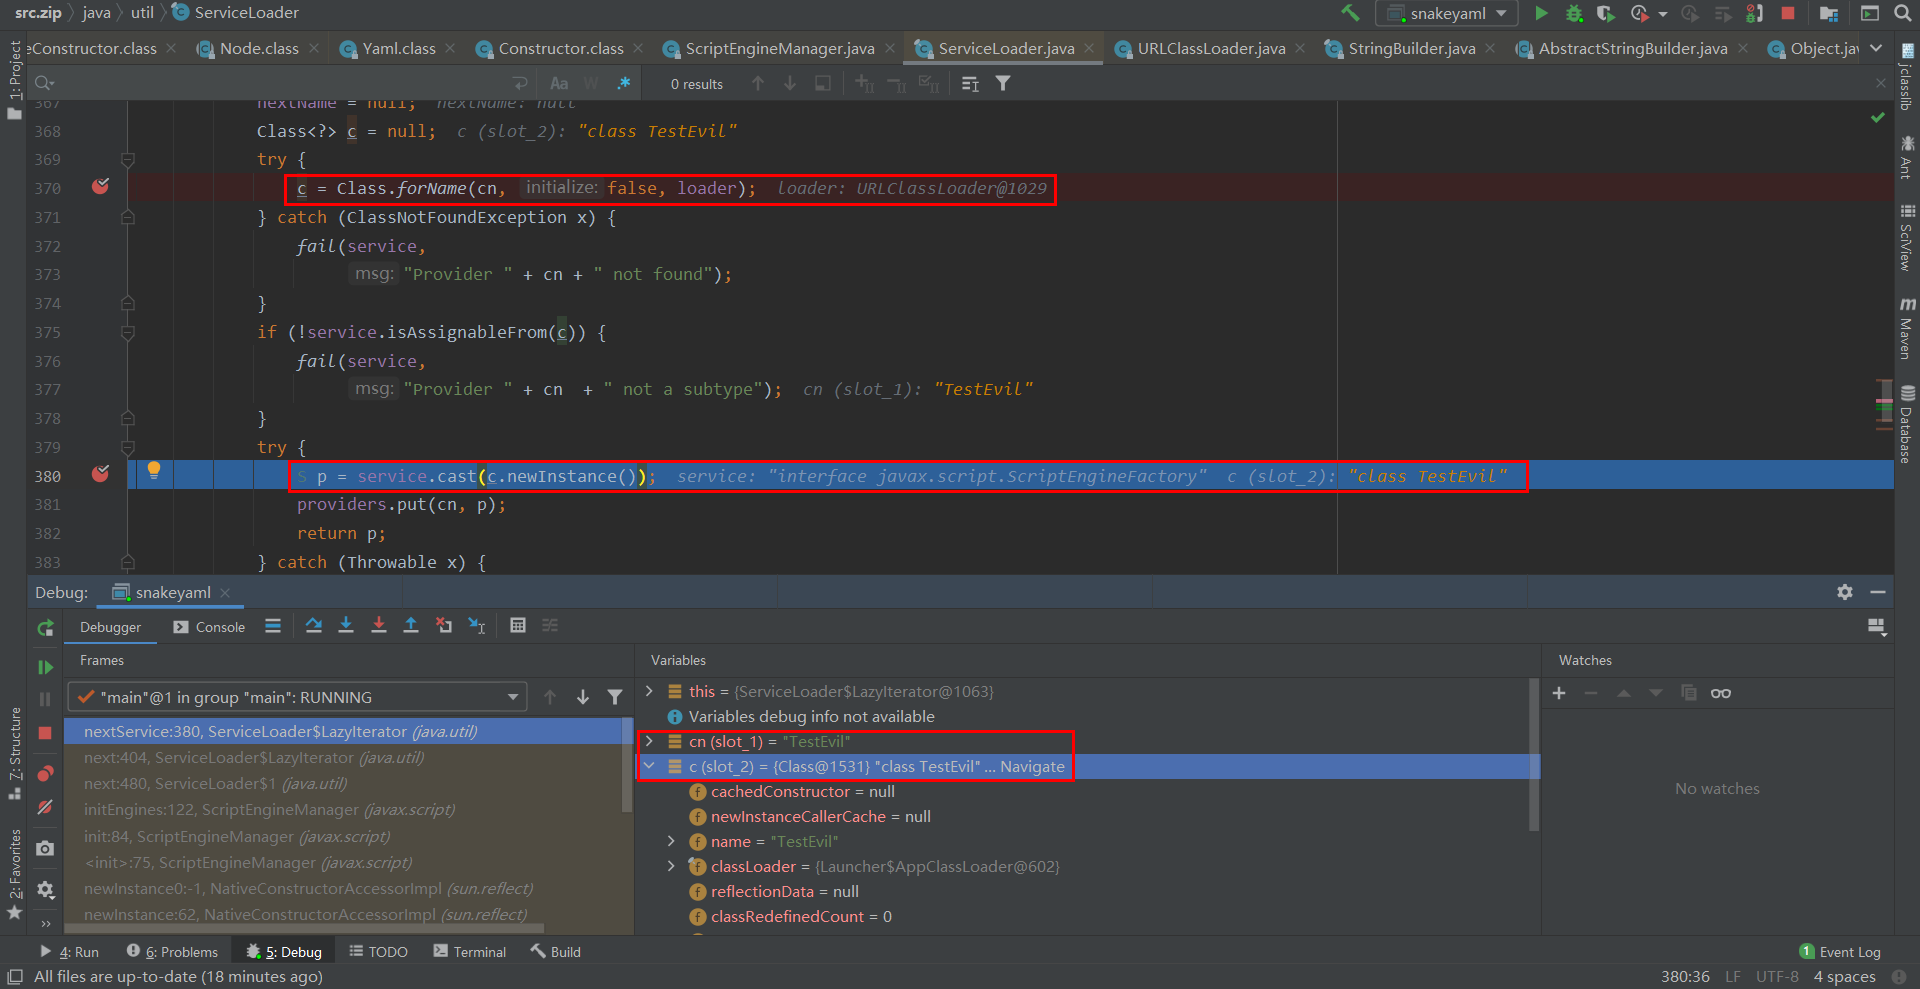 src.zip java util ServiceLoader snakeyaml
eConstructor.class Node.class Yaml.class Constructor.class ScriptEngineManager.java ServiceLoader.java URLClassLoader.java StringBuilder.java AbstractStringBuilder.java Object.jav
Aa W .* 0 results
1: Project
jclasslib
Ant
SciView
Maven
Database
367 nextName = null; nextName: null
368 Class<?> c = null; c (slot_2): "class TestEvil"
369 try {
370 c = Class.forName(cn, initialize: false, loader); loader: URLClassLoader@1029
371 } catch (ClassNotFoundException x) {
372 fail(service,
373 msg: "Provider " + cn + " not found");
374 }
375 if (!service.isAssignableFrom(c)) {
376 fail(service,
377 msg: "Provider " + cn + " not a subtype"); cn (slot_1): "TestEvil"
378 }
379 try {
380 S p = service.cast(c.newInstance()); service: "interface javax.script.ScriptEngineFactory" c (slot_2): "class TestEvil"
381 providers.put(cn, p);
382 return p;
383 } catch (Throwable x) {
Debug: snakeyaml
Debugger Console
Frames
"main"@1 in group "main": RUNNING
nextService:380, ServiceLoader$LazyIterator (java.util)
next:404, ServiceLoader$LazyIterator (java.util)
next:480, ServiceLoader$1 (java.util)
initEngines:122, ScriptEngineManager (javax.script)
init:84, ScriptEngineManager (javax.script)
<init>:75, ScriptEngineManager (javax.script)
newInstance0:-1, NativeConstructorAccessorImpl (sun.reflect)
newInstance:62, NativeConstructorAccessorImpl (sun.reflect)
Variables
this = {ServiceLoader$LazyIterator@1063}
Variables debug info not available
cn (slot_1) = "TestEvil"
c (slot_2) = {Class@1531} "class TestEvil" ... Navigate
cachedConstructor = null
newInstanceCallerCache = null
name = "TestEvil"
classLoader = {Launcher$AppClassLoader@602}
reflectionData = null
classRedefinedCount = 0
Watches
No watches
7: Structure
2: Favorites
4: Run 6: Problems 5: Debug TODO Terminal Build 1 Event Log
All files are up-to-date (18 minutes ago) 380:36 LF UTF-8 4 spaces